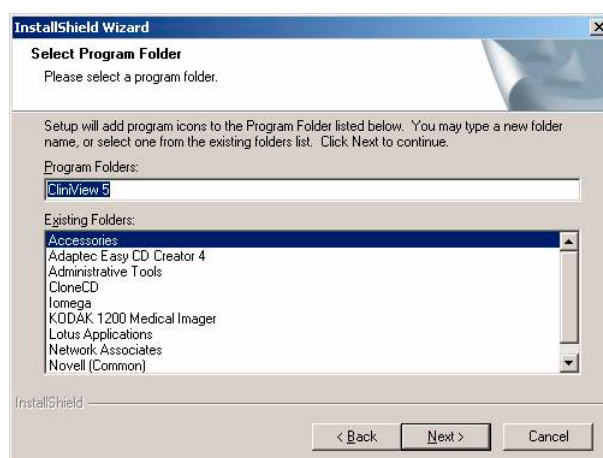 InstallShield Wizard
Select Program Folder
Please select a program folder.
Setup will add program icons to the Program Folder listed below. You may type a new folder
name, or select one from the existing folders list. Click Next to continue.
Program Folders:
CliniView 5
Existing Folders:
Accessories
Adaptec Easy CD Creator 4
Administrative Tools
CloneCD
Iomega
KODAK 1200 Medical Imager
Lotus Applications
Network Associates
Novell (Common)
InstallShield
< Back Next > Cancel